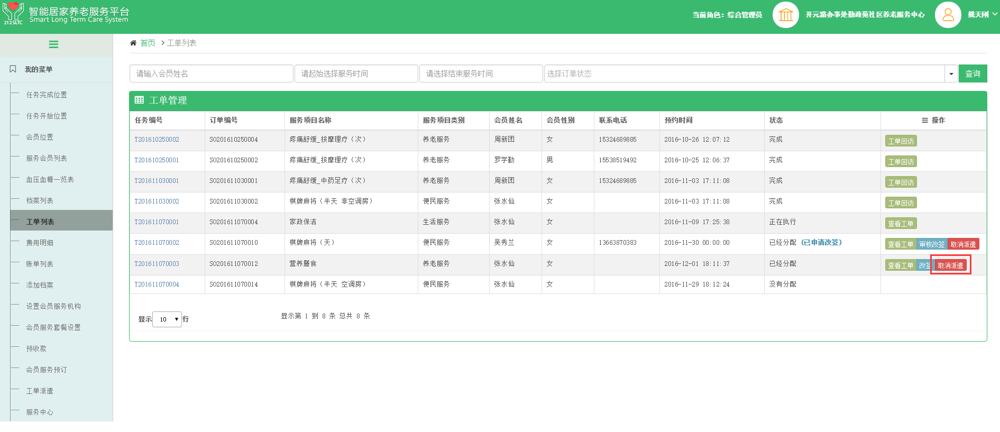 智能居家养老服务平台
Smart Long Term Care System
212SLTC
当前角色：综合管理员
开元路办事处勤政苑社区养老服务中心
姚天刚
首页 > 工单列表
我的菜单
任务完成位置
任务开始位置
会员位置
服务会员列表
血压血糖一览表
档案列表
工单列表
费用明细
账单列表
添加档案
设置会员服务机构
会员服务套餐设置
预收款
会员服务预订
工单派遣
服务中心
请输入会员姓名 请起始选择服务时间 请选择结束服务时间 选择订单状态 查询
工单管理
任务编号 订单编号 服务项目名称 服务项目类别 会员姓名 会员性别 联系电话 预约时间 状态 操作
T201610250002 SO201610250004 疼痛舒缓_按摩理疗（次） 养老服务 周新团 女 15324689885 2016-10-26 12:07:12 完成 工单回访
T201610250001 SO201610250002 疼痛舒缓_按摩理疗（次） 养老服务 罗学勤 男 15538519492 2016-10-25 12:06:37 完成 工单回访
T201611030001 SO201611030001 疼痛舒缓_中药足疗（次） 养老服务 周新团 女 15324689885 2016-11-03 17:11:08 完成 工单回访
T201611030002 SO201611030002 棋牌麻将（半天 非空调房） 便民服务 张水仙 女 2016-11-03 17:11:08 完成 工单回访
T201611070001 SO201611070004 家政保洁 生活服务 张水仙 女 2016-11-09 17:25:38 正在执行 查看工单
T201611070002 SO201611070010 棋牌麻将（天） 便民服务 吴秀兰 女 13663870383 2016-11-30 00:00:00 已经分配 (已申请改签) 查看工单 审核改签 取消派遣
T201611070003 SO201611070012 营养膳食 养老服务 张水仙 女 2016-12-01 18:11:37 已经分配 查看工单 改签 取消派遣
T201611070004 SO201611070014 棋牌麻将（半天 空调房） 便民服务 张水仙 女 2016-11-29 18:12:24 没有分配
显示 10 行
显示第 1 到 8 条 总共 8 条